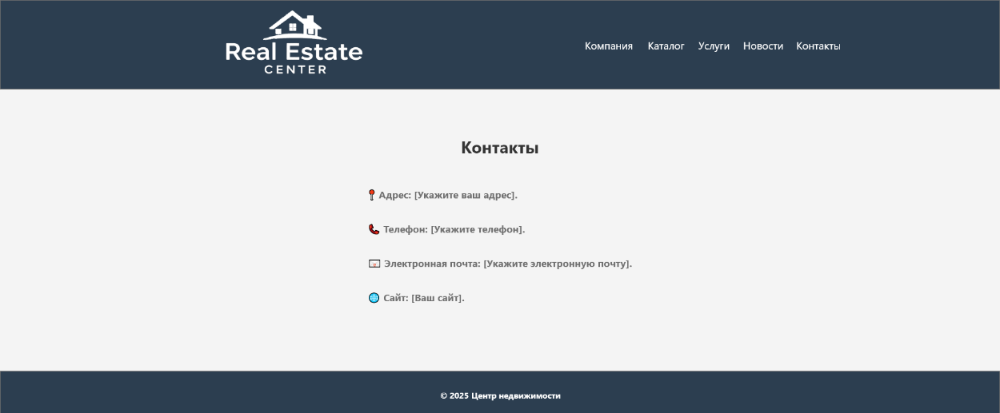 Real Estate
CENTER
Компания Каталог Услуги Новости Контакты
Контакты
Адрес: [Укажите ваш адрес].
Телефон: [Укажите телефон].
Электронная почта: [Укажите электронную почту].
Сайт: [Ваш сайт].
© 2025 Центр недвижимости